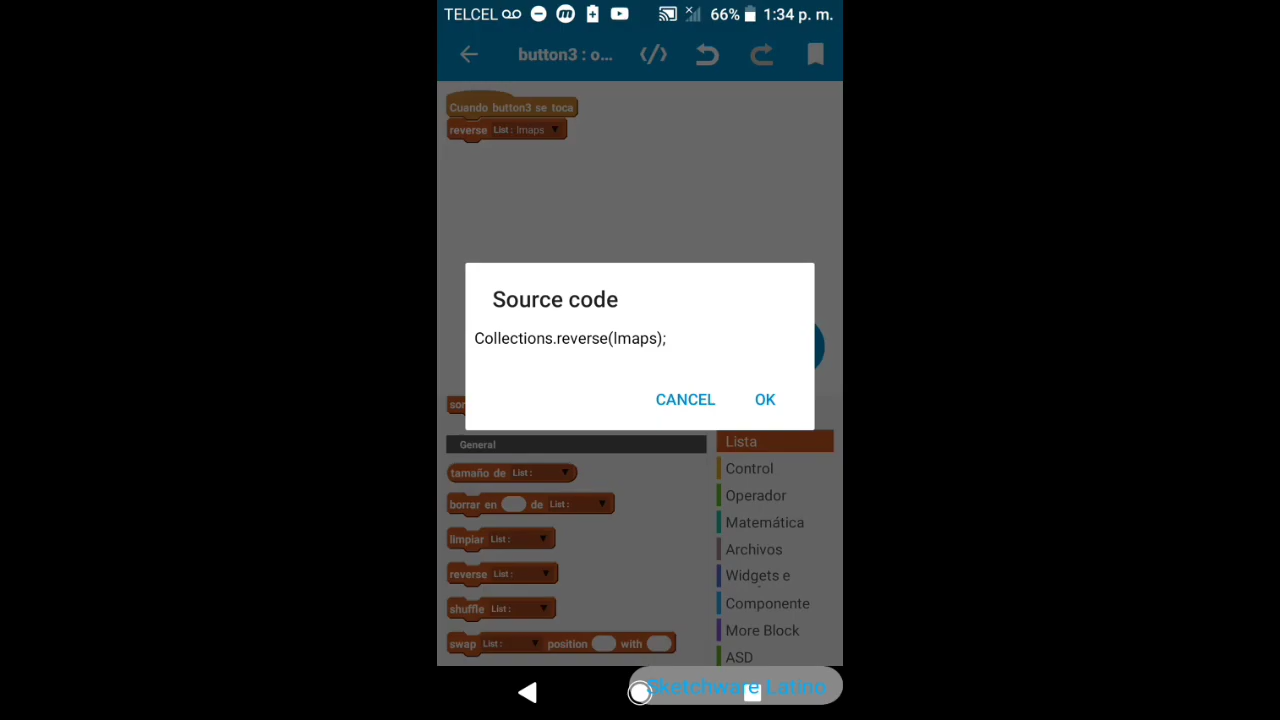 TELCEL 66% 1:34 p. m.
button3 : o...
Cuando button3 se toca
reverse List : lmaps
Source code
Collections.reverse(lmaps);
CANCEL OK
General
tamaño de List :
borrar en de List :
limpiar List :
reverse List :
shuffle List :
swap List : position with
Lista
Control
Operador
Matemática
Archivos
Widgets e
Componente
More Block
ASD
Sketchware Latino